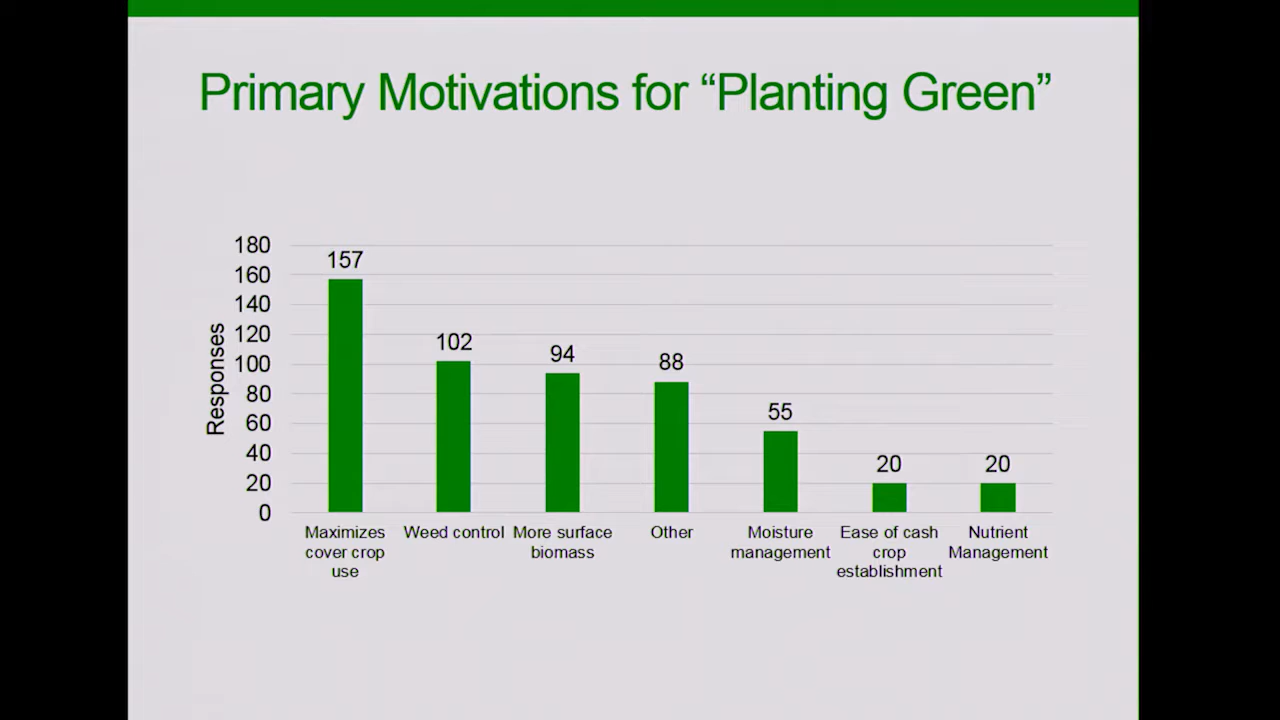 Primary Motivations for “Planting Green”
Responses
180
160
140
120
100
80
60
40
20
0
157
102
94
88
55
20
20
Maximizes
cover crop
use
Weed control
More surface
biomass
Other
Moisture
management
Ease of cash
crop
establishment
Nutrient
Management